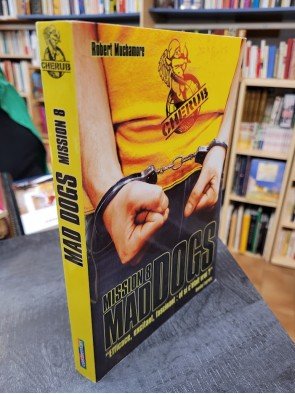 CHERUB
MAD DOGS MISSION 8
Robert Muchamore
CHERUB
MISSION 8
MAD DOGS